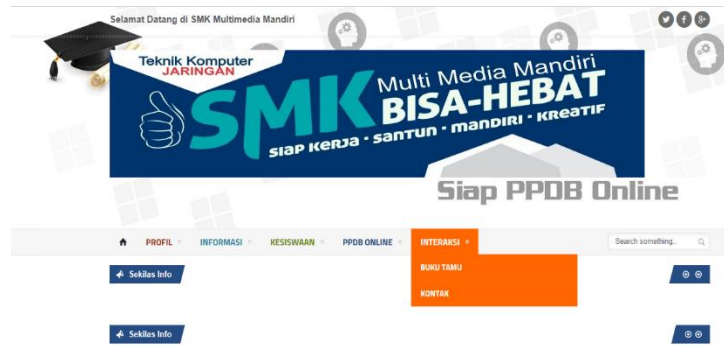 Selamat Datang di SMK Multimedia Mandiri
Teknik Komputer
JARINGAN
SMK
Multi Media Mandiri
BISA-HEBAT
SIAP KERJA · SANTUN · MANDIRI · KREATIF
Siap PPDB Online
PROFIL
INFORMASI
KESISWAAN
PPDB ONLINE
INTERAKSI
Search something..
BUKU TAMU
KONTAK
Sekilas Info
Sekilas Info